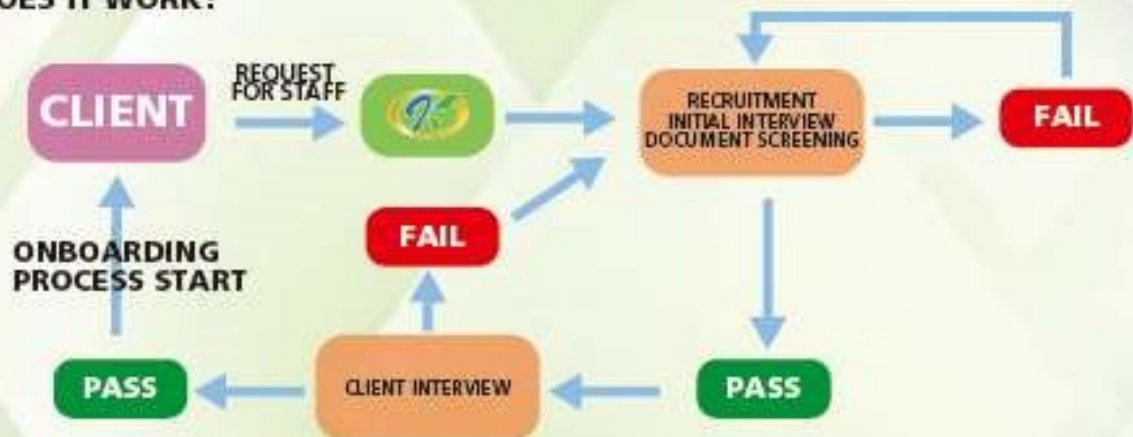 IT WORK?
CLIENT
REQUEST
FOR STAFF
RECRUITMENT
INITIAL INTERVIEW
DOCUMENT SCREENING
FAIL
FAIL
ONBOARDING
PROCESS START
PASS
CLIENT INTERVIEW
PASS